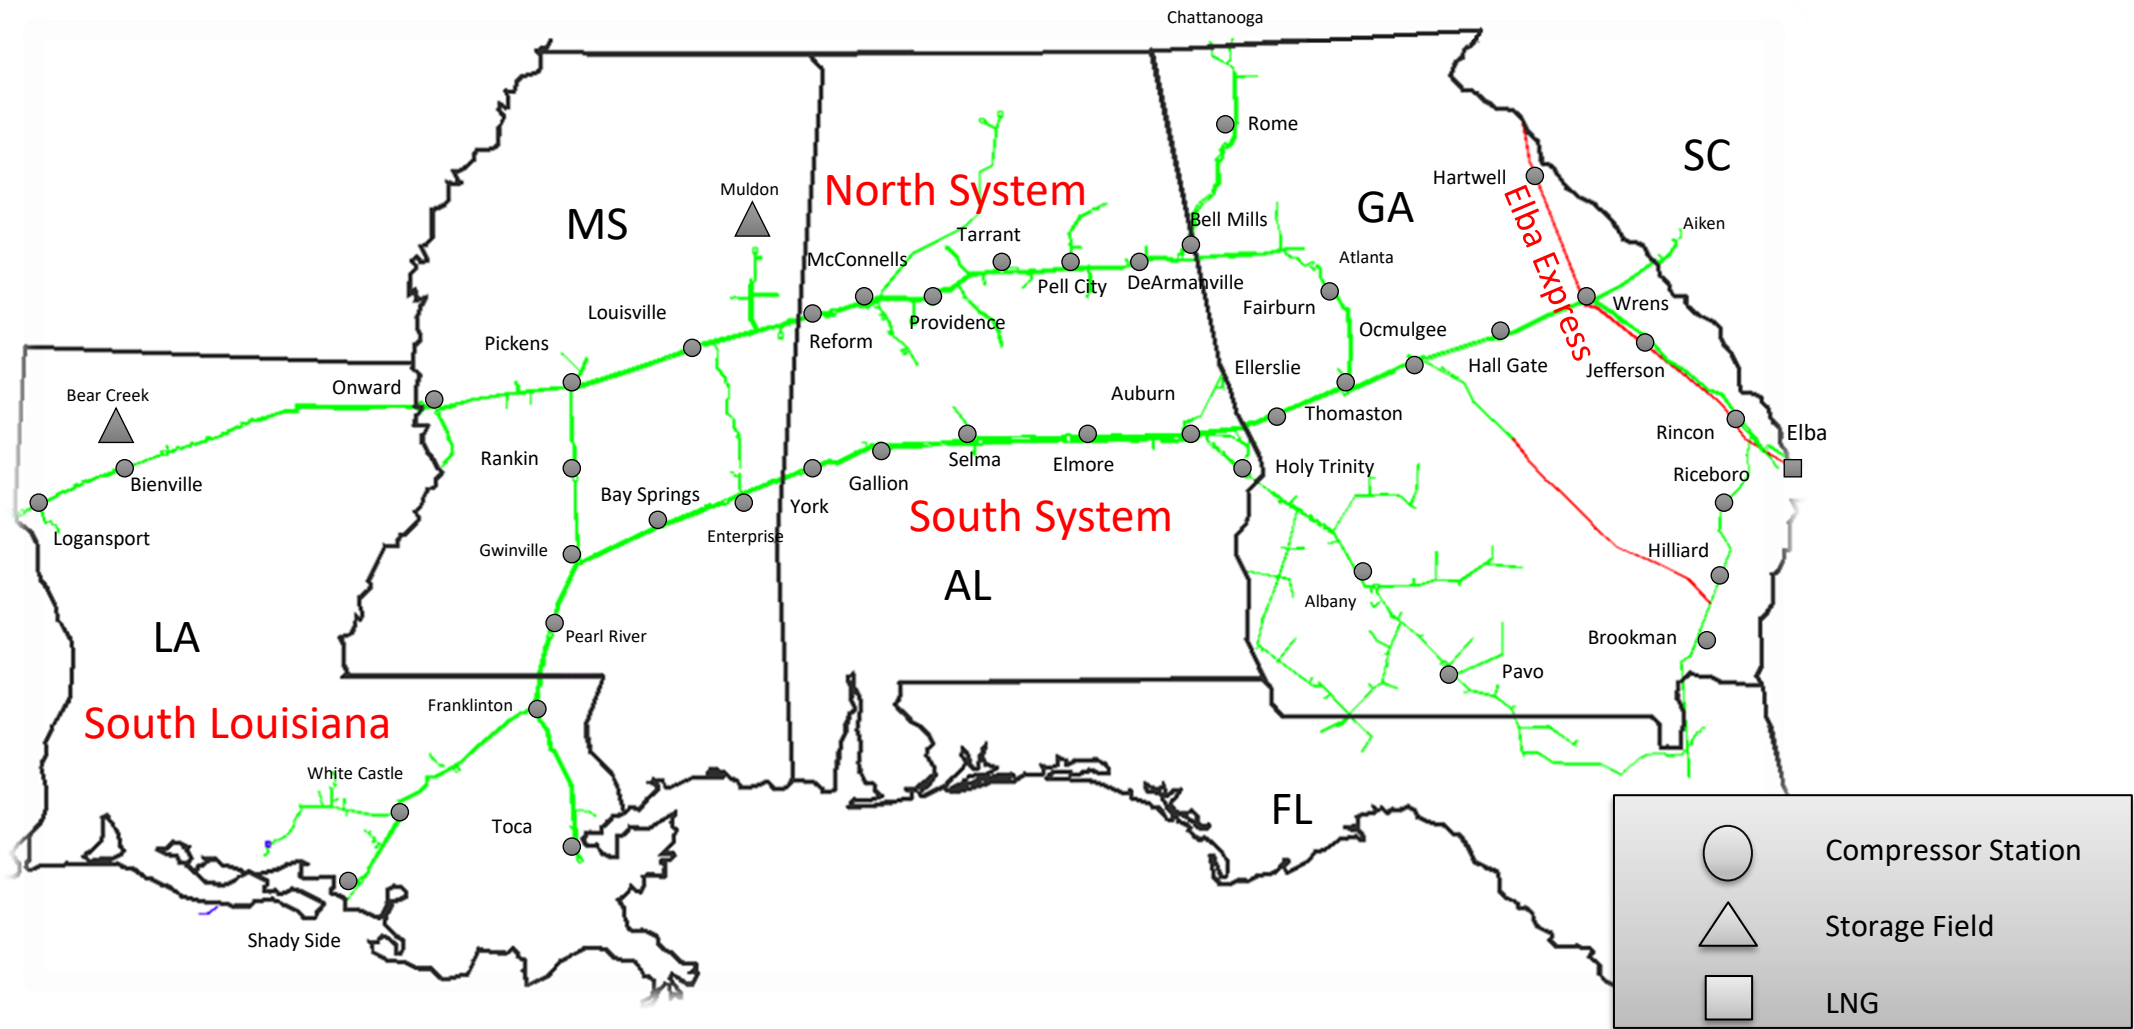 Chattanooga
Rome
SC
Hartwell
Muldon
North System
MS
GA
Elba Express
Bell Mills
Aiken
Tarrant
McConnells
Atlanta
Pell City
DeArmanville
Fairburn
Wrens
Louisville
Providence
Ocmulgee
Reform
Pickens
Hall Gate
Jefferson
Ellerslie
Onward
Bear Creek
Auburn
Thomaston
Rincon
Elba
Rankin
Selma
Elmore
Holy Trinity
Riceboro
Bienville
Gallion
Bay Springs
York
South System
Enterprise
Logansport
Gwinville
Hilliard
AL
Albany
LA
Pearl River
Brookman
Pavo
Franklinton
South Louisiana
White Castle
FL
Toca
Shady Side
Compressor Station
Storage Field
LNG